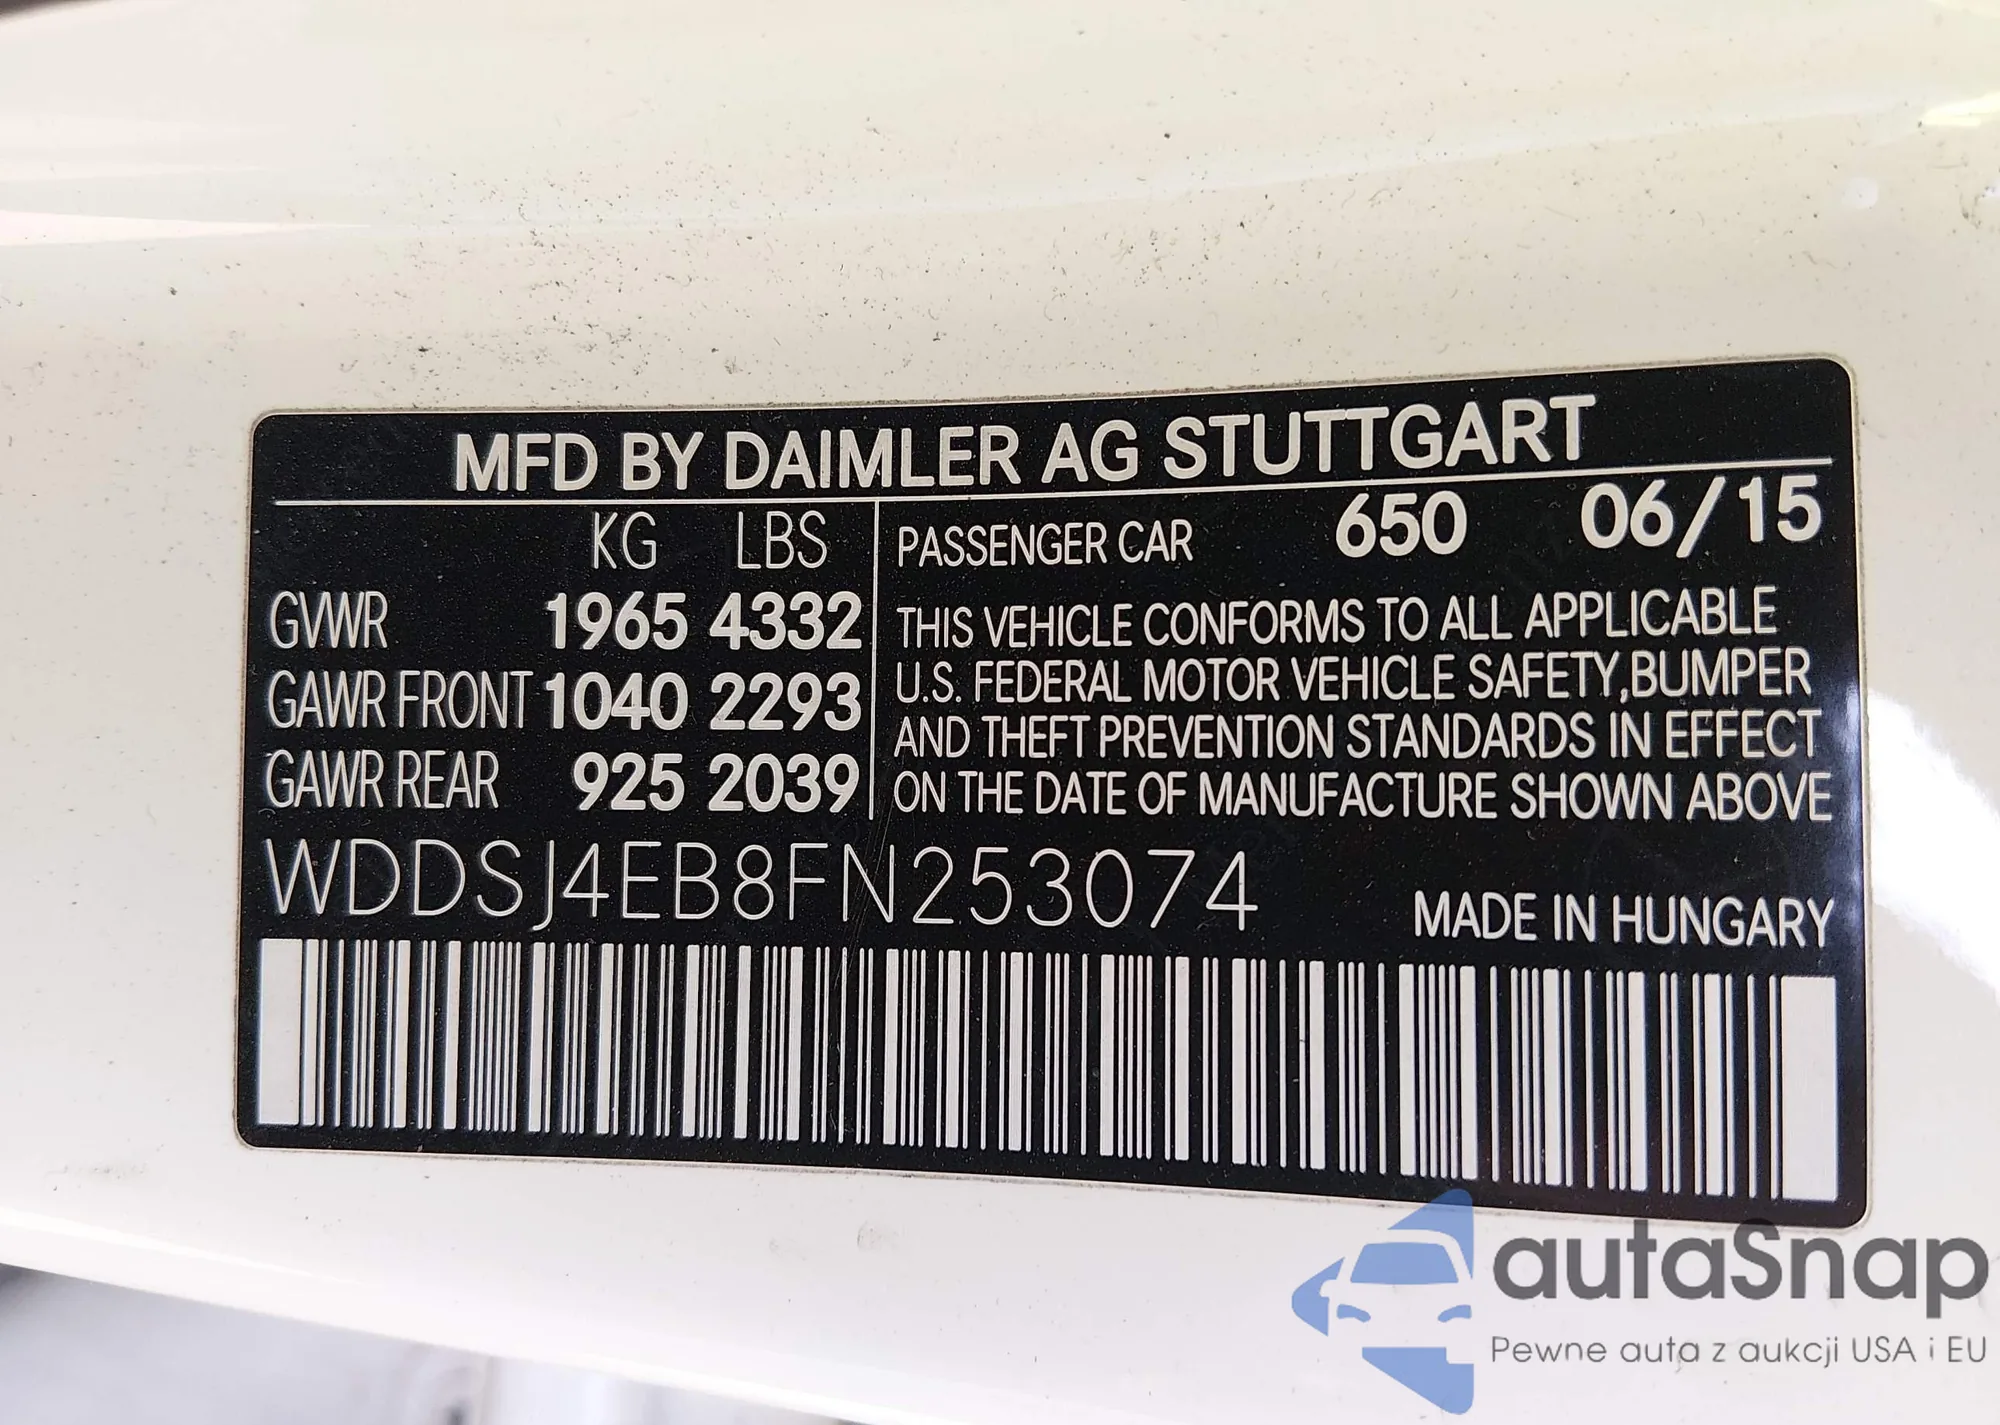 MFD BY DAIMLER AG STUTTGART
KG LBS
GVWR 1965 4332
GAWR FRONT 1040 2293
GAWR REAR 925 2039
PASSENGER CAR 650 06/15
THIS VEHICLE CONFORMS TO ALL APPLICABLE
U.S. FEDERAL MOTOR VEHICLE SAFETY, BUMPER
AND THEFT PREVENTION STANDARDS IN EFFECT
ON THE DATE OF MANUFACTURE SHOWN ABOVE
WDDSJ4EB8FN253074
MADE IN HUNGARY
autaSnap
Pewne auta z aukcji USA i EU